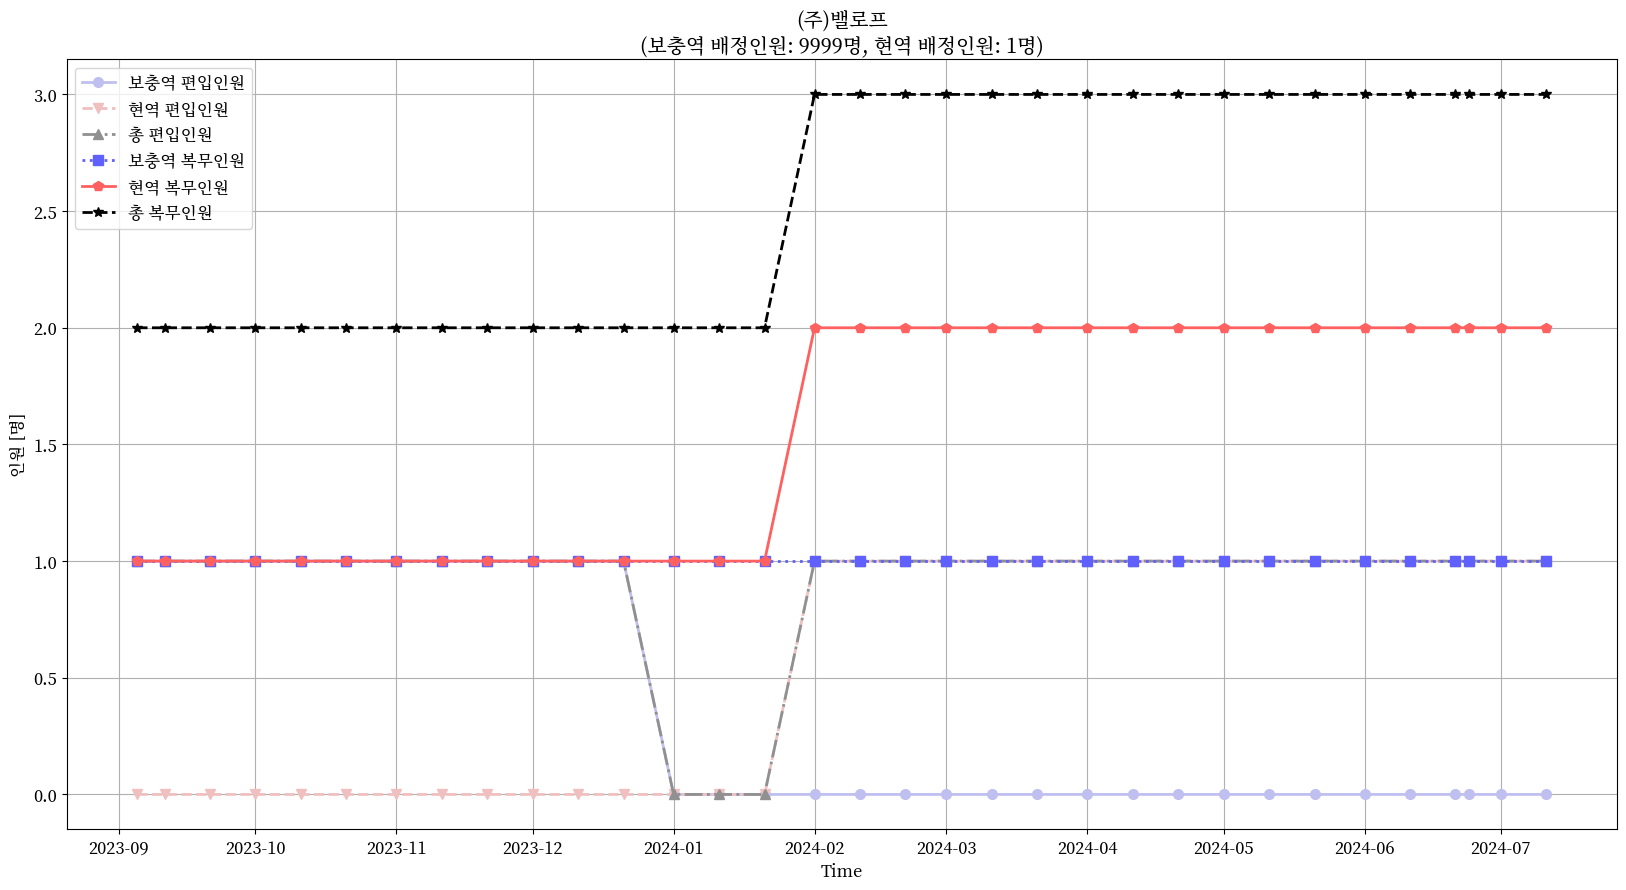 (주)밸로프
(보충역 배정인원: 9999명, 현역 배정인원: 1명)
보충역 편입인원
현역 편입인원
총 편입인원
보충역 복무인원
현역 복무인원
총 복무인원
3.0
2.5
2.0
1.5
1.0
0.5
0.0
인원 [명]
2023-09 2023-10 2023-11 2023-12 2024-01 2024-02 2024-03 2024-04 2024-05 2024-06 2024-07
Time